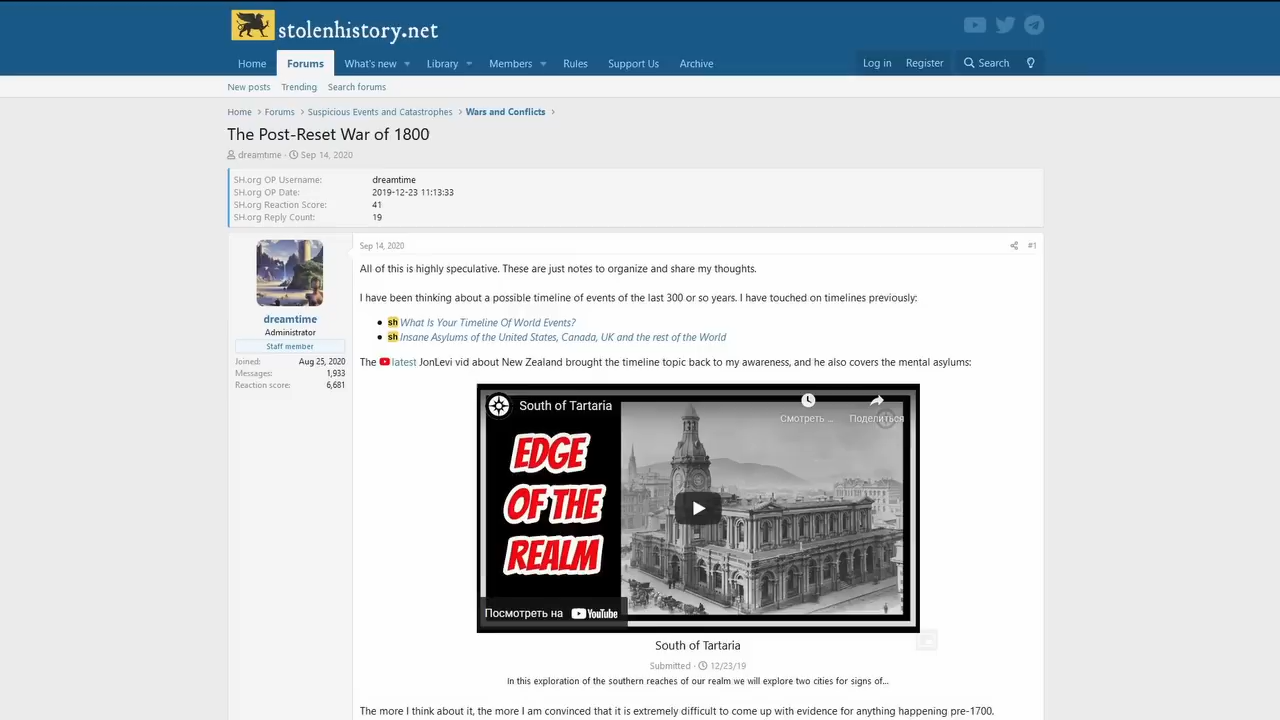 stolenhistory.net
Home Forums What's new Library Members Rules Support Us Archive Log in Register Search
New posts Trending Search forums
Home > Forums > Suspicious Events and Catastrophes > Wars and Conflicts >
The Post-Reset War of 1800
dreamtime · Sep 14, 2020
SH.org OP Username: dreamtime
SH.org OP Date: 2019-12-23 11:13:33
SH.org Reaction Score: 41
SH.org Reply Count: 19
dreamtime
Administrator
Staff member
Joined: Aug 25, 2020
Messages: 1,933
Reaction score: 6,681
Sep 14, 2020 #1
All of this is highly speculative. These are just notes to organize and share my thoughts.
I have been thinking about a possible timeline of events of the last 300 or so years. I have touched on timelines previously:
• sh What Is Your Timeline Of World Events?
• sh Insane Asylums of the United States, Canada, UK and the rest of the World
The latest JonLevi vid about New Zealand brought the timeline topic back to my awareness, and he also covers the mental asylums:
South of Tartaria
Смотреть ... Поделиться
EDGE
OF THE
REALM
Посмотреть на YouTube
South of Tartaria
Submitted · 12/23/19
In this exploration of the southern reaches of our realm we will explore two cities for signs of...
The more I think about it, the more I am convinced that it is extremely difficult to come up with evidence for anything happening pre-1700.